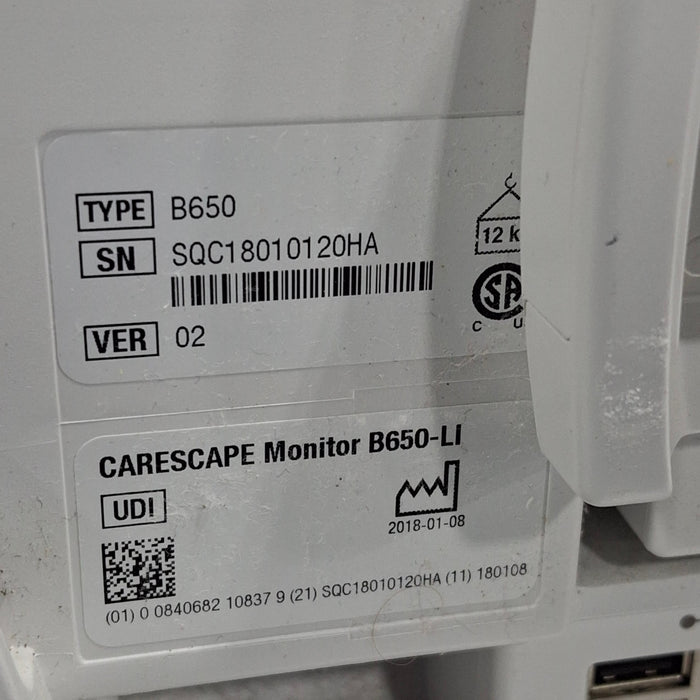 TYPE B650
12 k
SN SQC18010120HA
SA
C U
VER 02
CARESCAPE Monitor B650-LI
UDI
2018-01-08
(01) 0 0840682 10837 9 (21) SQC18010120HA (11) 180108